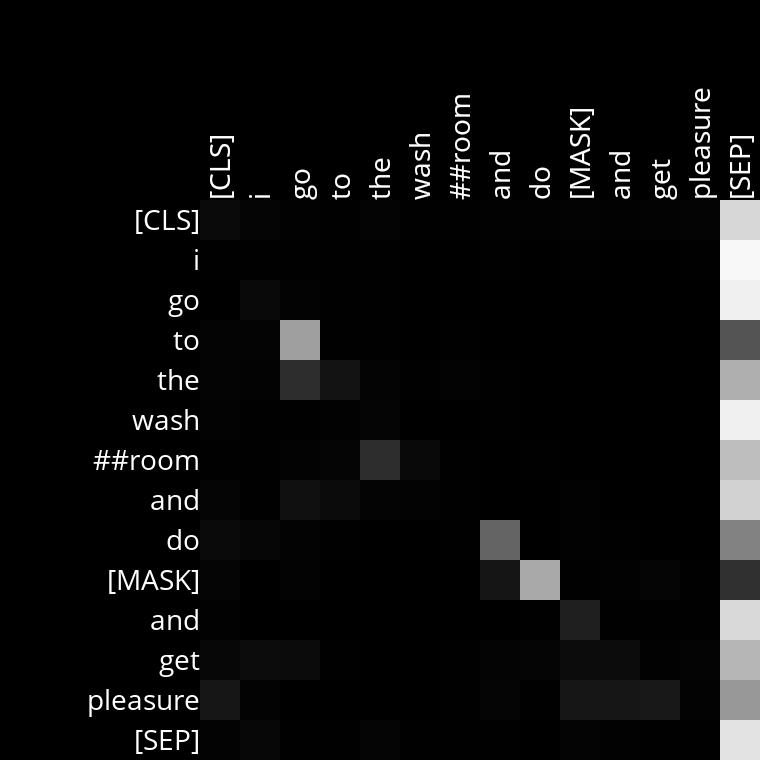 [CLS] i go to the wash ##room and do [MASK] and get pleasure [SEP]
[CLS]
i
go
to
the
wash
##room
and
do
[MASK]
and
get
pleasure
[SEP]